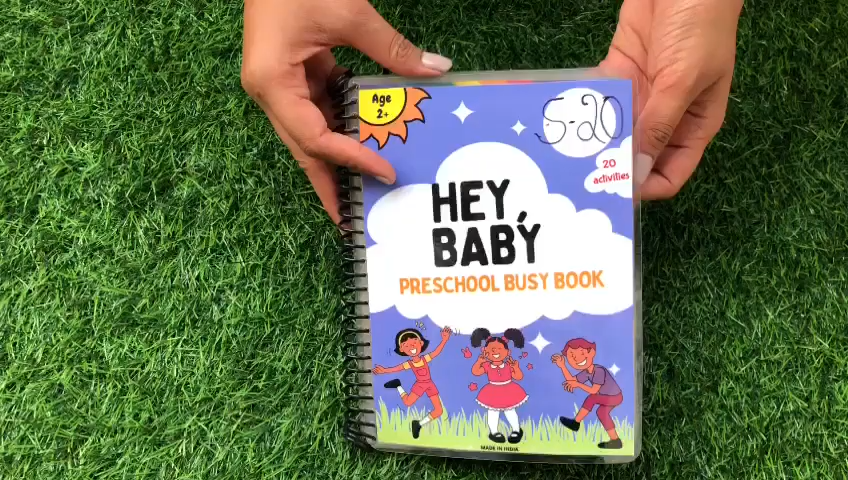 Age
2+
S-20
20
activities
HEY,
BABY
PRESCHOOL BUSY BOOK
MADE IN INDIA